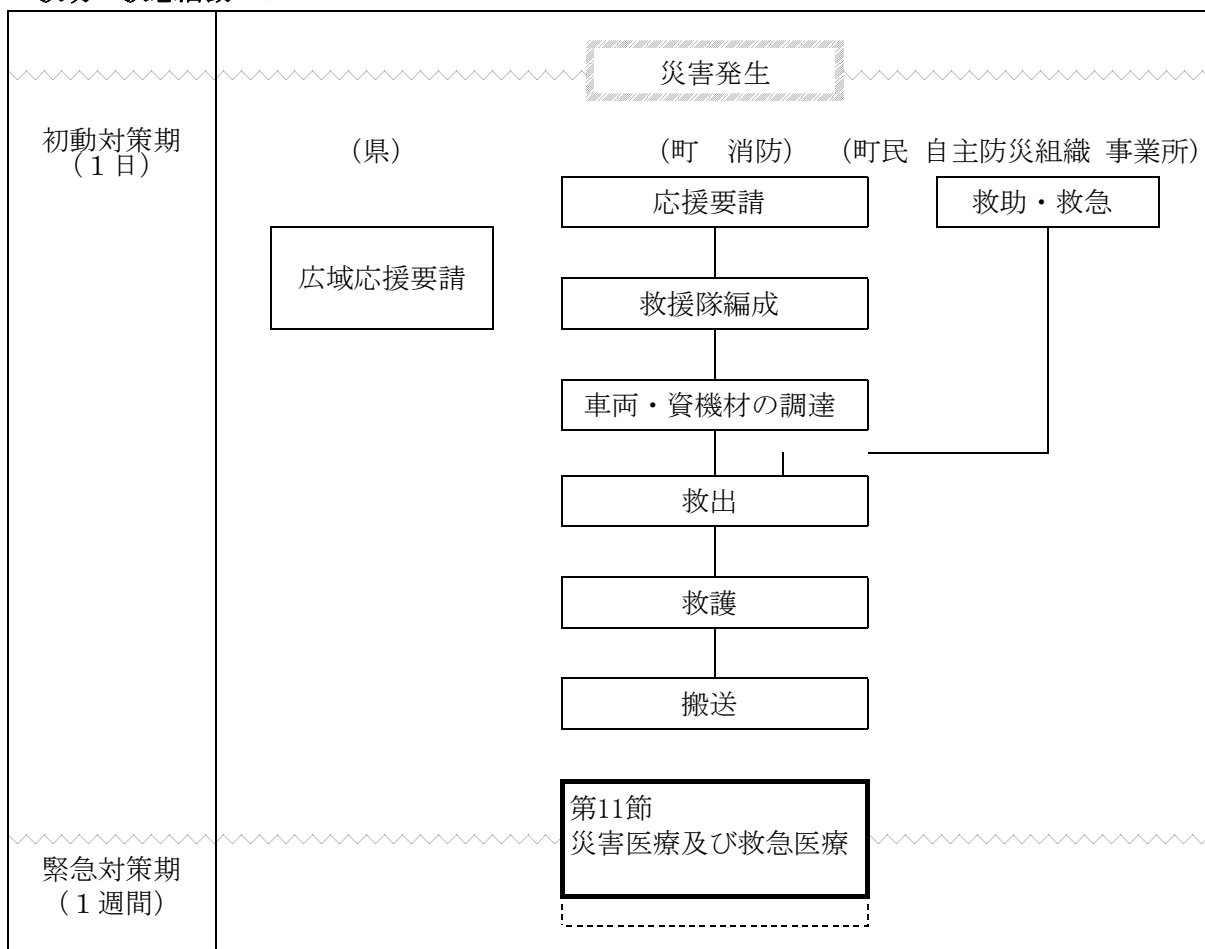 災害発生
初動対策期
（１日）
（県）
（町　消防）
（町民 自主防災組織 事業所）
応援要請
救助・救急
広域応援要請
救援隊編成
車両・資機材の調達
救出
救護
搬送
第11節
災害医療及び救急医療
緊急対策期
（１週間）